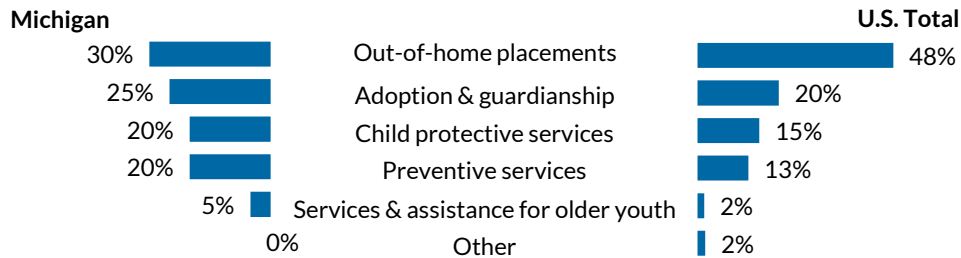 Michigan U.S. Total
30% Out-of-home placements 48%
25% Adoption & guardianship 20%
20% Child protective services 15%
20% Preventive services 13%
5% Services & assistance for older youth 2%
0% Other 2%